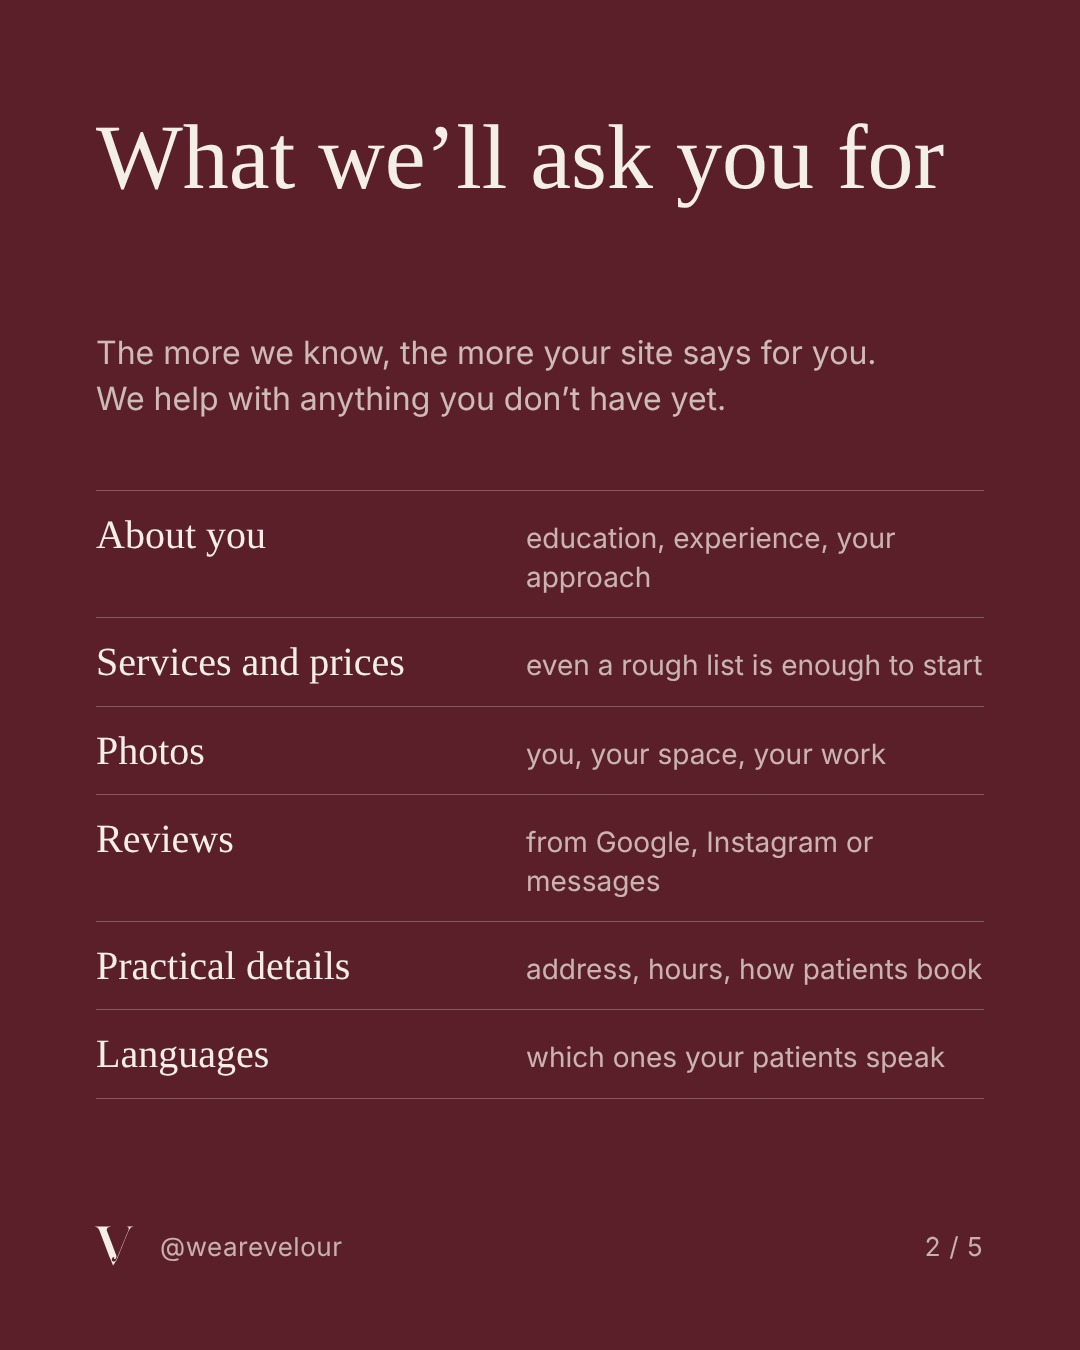 What we’ll ask you for
The more we know, the more your site says for you.
We help with anything you don’t have yet.
About you
education, experience, your
approach
Services and prices
even a rough list is enough to start
Photos
you, your space, your work
Reviews
from Google, Instagram or
messages
Practical details
address, hours, how patients book
Languages
which ones your patients speak
V
@wearevelour
2 / 5